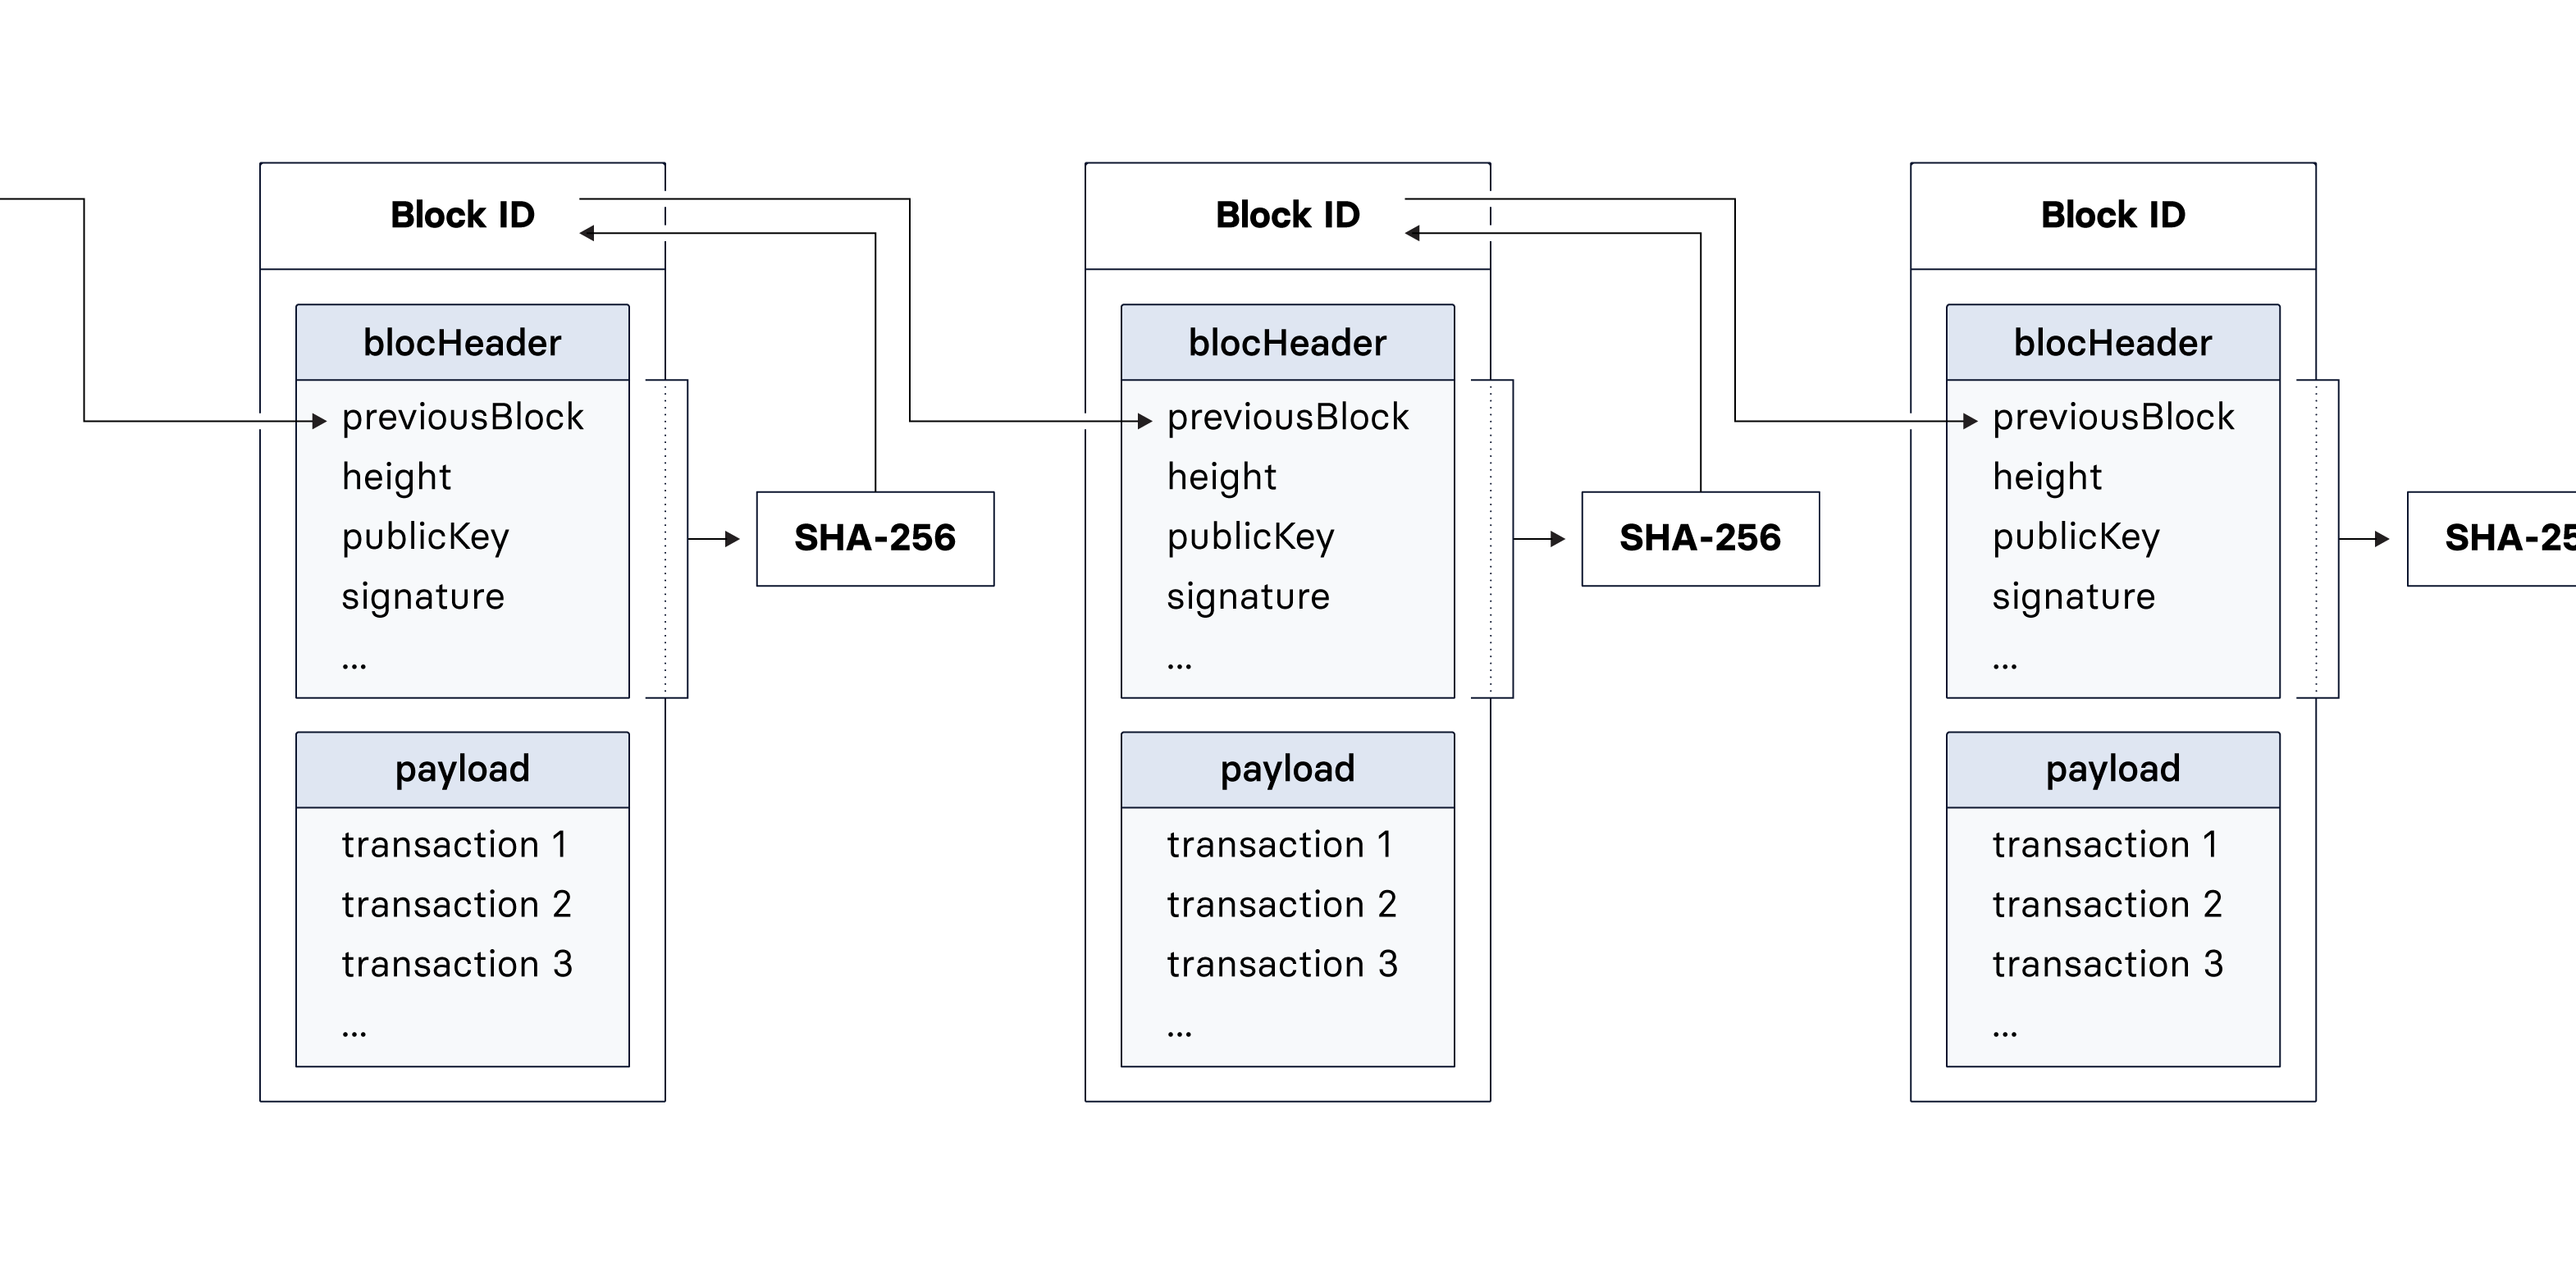 Block ID
blocHeader
previousBlock
height
publicKey
signature
...
payload
transaction 1
transaction 2
transaction 3
...
SHA-256
Block ID
blocHeader
previousBlock
height
publicKey
signature
...
payload
transaction 1
transaction 2
transaction 3
...
SHA-256
Block ID
blocHeader
previousBlock
height
publicKey
signature
...
payload
transaction 1
transaction 2
transaction 3
...
SHA-25